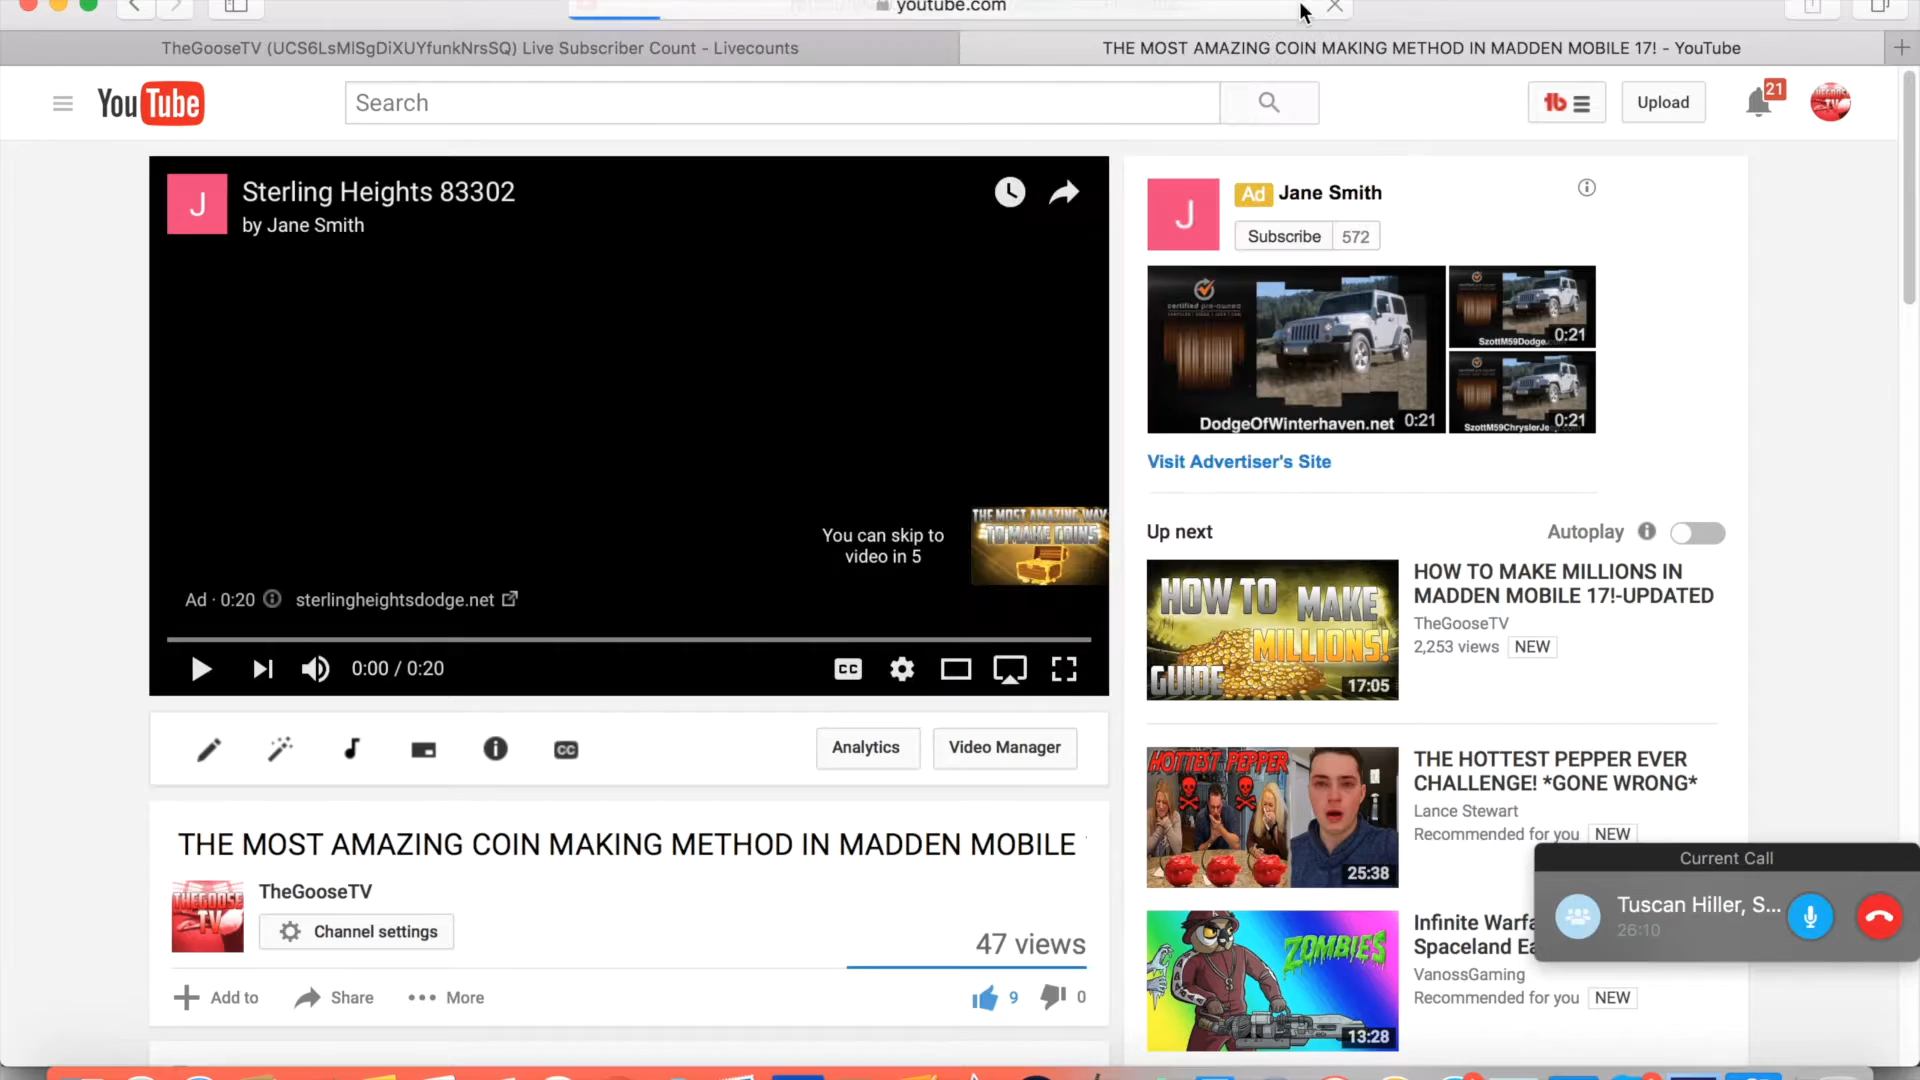 youtube.com
TheGooseTV (UCS6LsMlSgDiXUYfunkNrsSQ) Live Subscriber Count - Livecounts
THE MOST AMAZING COIN MAKING METHOD IN MADDEN MOBILE 17! - YouTube
YouTube
Search
Upload
21
J
Sterling Heights 83302
by Jane Smith
J
Ad Jane Smith
Subscribe 572
certified pre-owned
DodgeOfWinterhaven.net 0:21
0:21
SzottM59Dodge.
0:21
Visit Advertiser's Site
You can skip to
video in 5
THE MOST AMAZING WAY
TO MAKE COINS
Ad · 0:20 sterlingheightsdodge.net
0:00 / 0:20
CC
Up next
Autoplay
HOW TO MAKE
MILLIONS!
GUIDE
17:05
HOW TO MAKE MILLIONS IN
MADDEN MOBILE 17!-UPDATED
TheGooseTV
2,253 views NEW
CC
Analytics
Video Manager
HOTTEST PEPPER
25:38
THE HOTTEST PEPPER EVER
CHALLENGE! *GONE WRONG*
Lance Stewart
Recommended for you NEW
THE MOST AMAZING COIN MAKING METHOD IN MADDEN MOBILE
THEGOOSE
TV
TheGooseTV
Channel settings
47 views
Add to
Share
More
9
0
ZOMBIES
13:28
Infinite Warfa
Spaceland Ea
VanossGaming
Recommended for you NEW
Current Call
Tuscan Hiller, S...
26:10